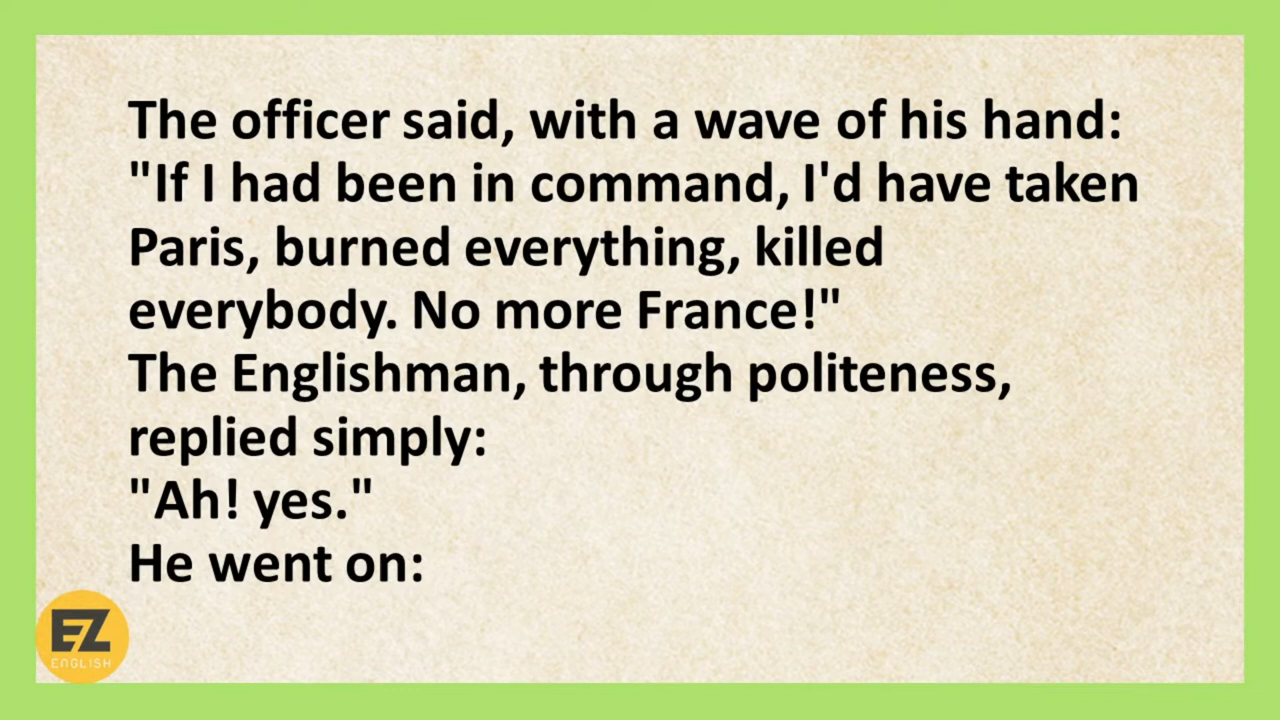 The officer said, with a wave of his hand:
"If I had been in command, I'd have taken
Paris, burned everything, killed
everybody. No more France!"
The Englishman, through politeness,
replied simply:
"Ah! yes."
He went on:
EZ
ENGLISH